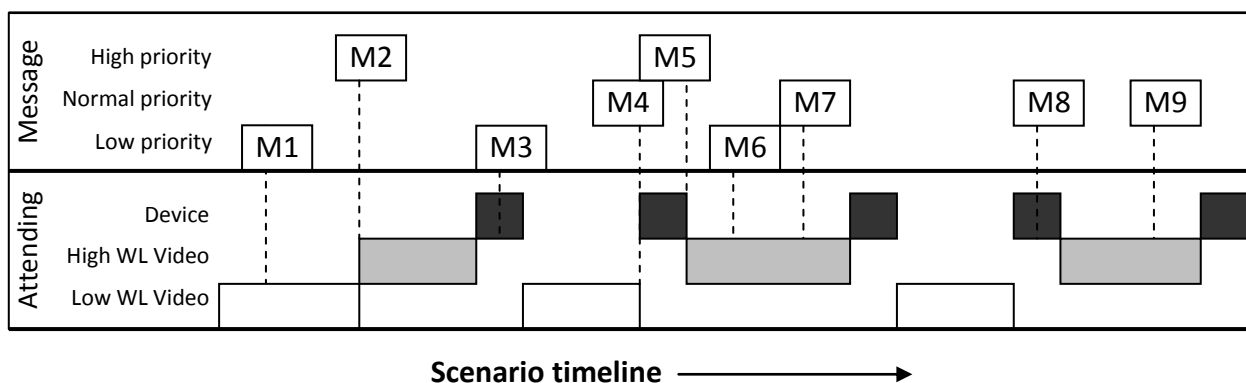 Message
High priority
M2
M5
Normal priority
M4
M7
M8
M9
Low priority
M1
M3
M6
Attending
Device
High WL Video
Low WL Video
Scenario timeline